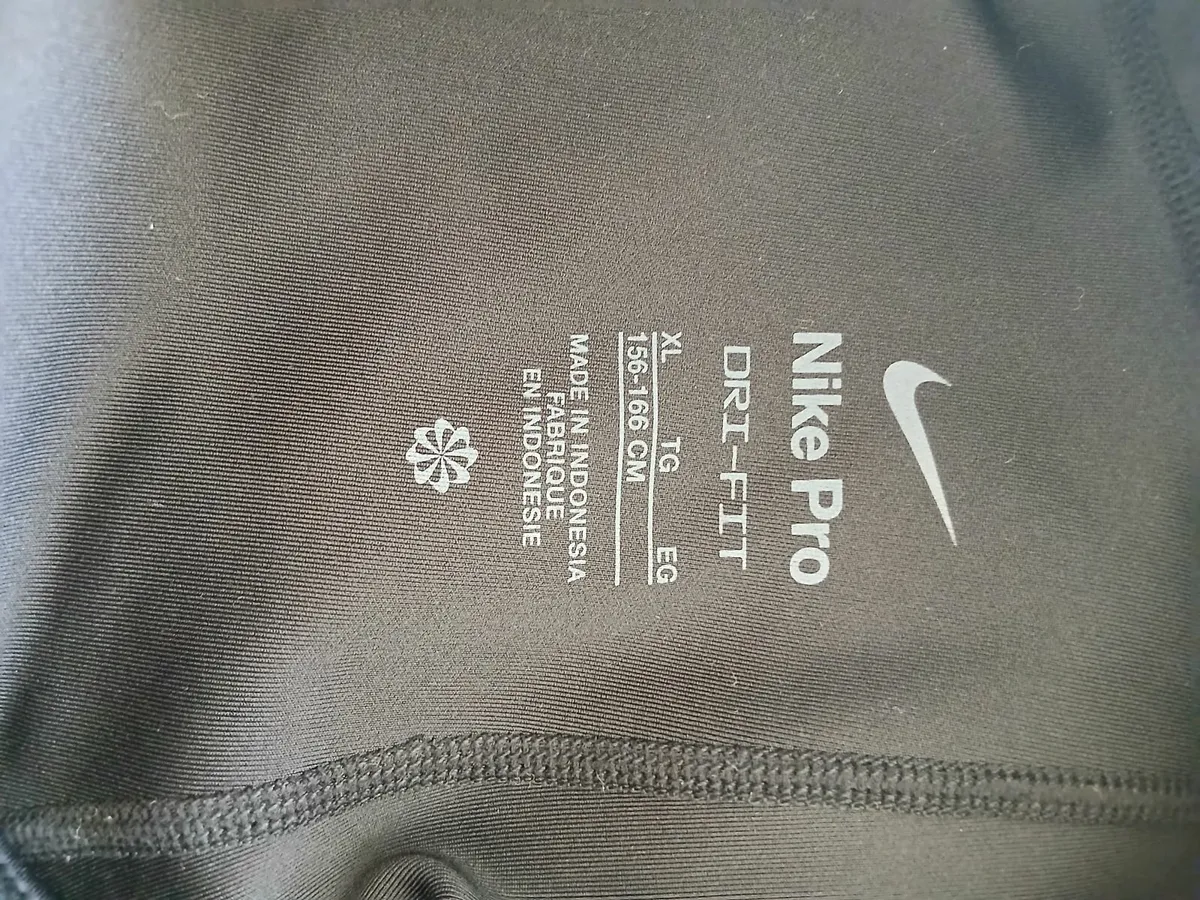 Nike Pro
DRI-FIT
XL TG EG
156-166 CM
MADE IN INDONESIA
FABRIQUE
EN INDONESIE